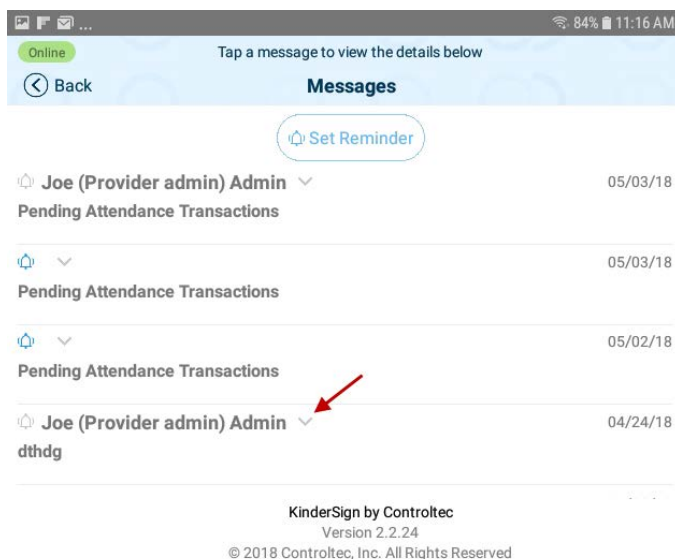 ... 84% 11:16 AM
Online Tap a message to view the details below
Back Messages
Set Reminder
Joe (Provider admin) Admin 05/03/18
Pending Attendance Transactions
05/03/18
Pending Attendance Transactions
05/02/18
Pending Attendance Transactions
Joe (Provider admin) Admin 04/24/18
dthdg
KinderSign by Controltec
Version 2.2.24
© 2018 Controltec, Inc. All Rights Reserved